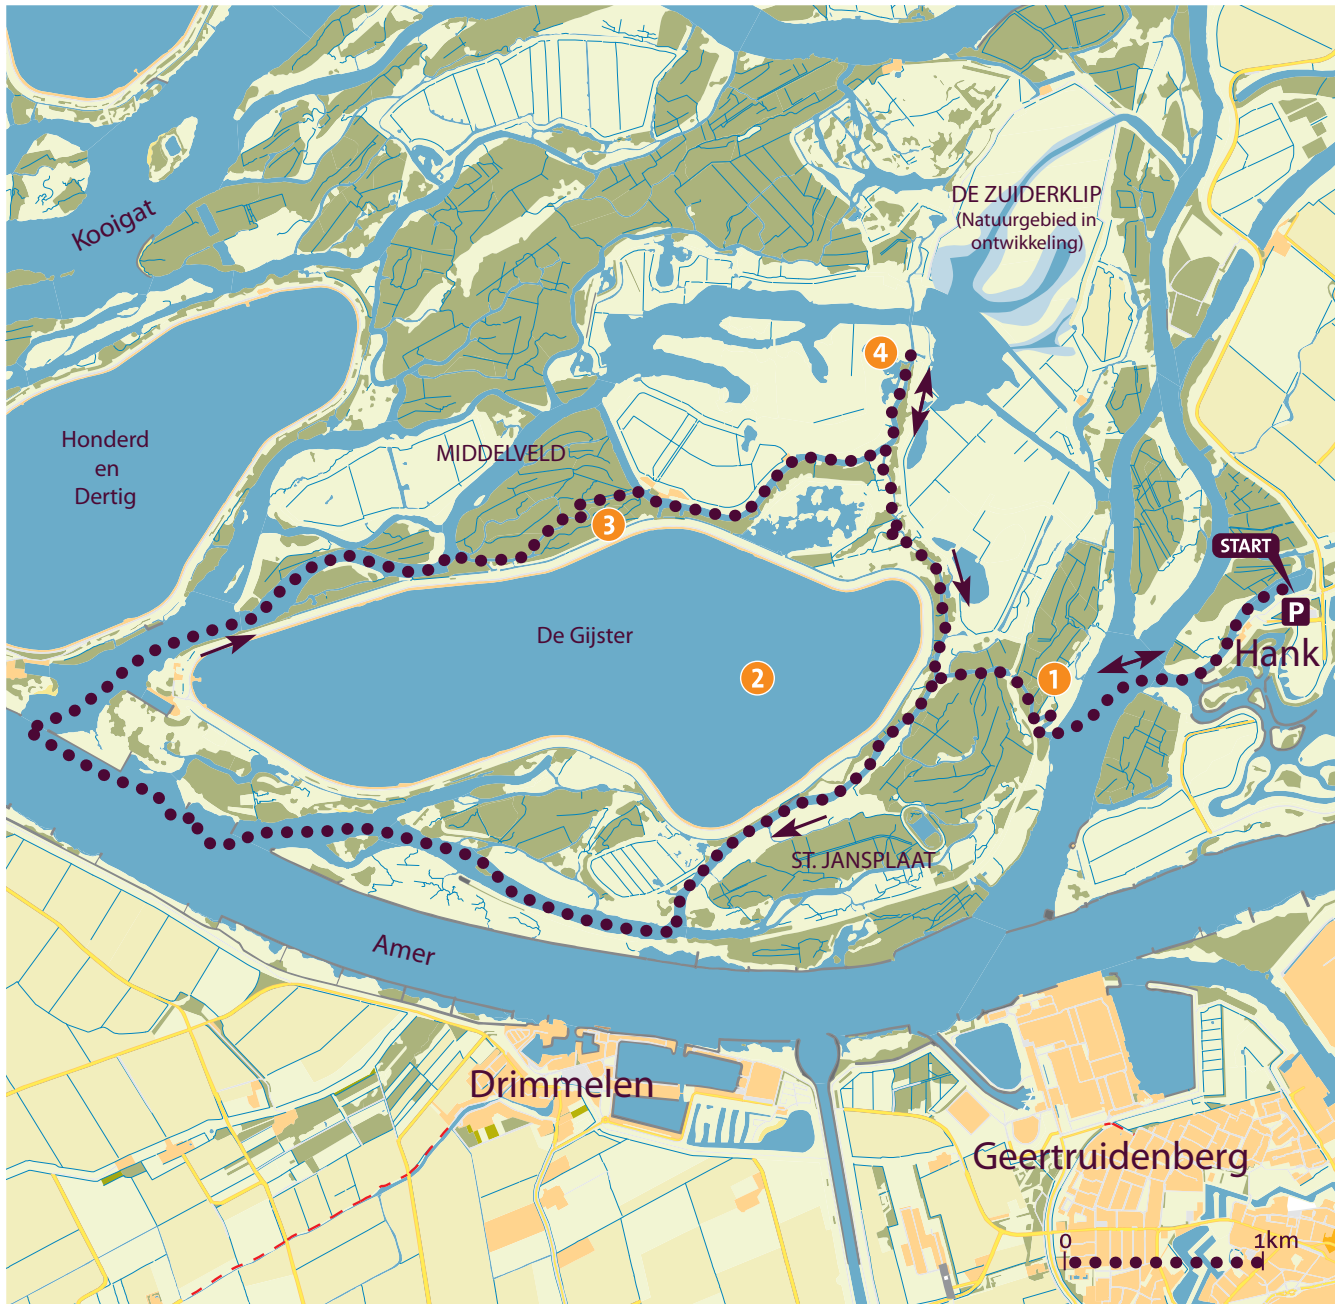 DE ZUIDERKLIP
(Natuurgebied in
ontwikkeling)
Kooigat
4
Honderd
en
Dertig
MIDDELVELD
3
START
P
Hank
De Gijster
2
1
ST. JANSPLAAT
Amer
Drimmelen
Geertruidenberg
0 1km